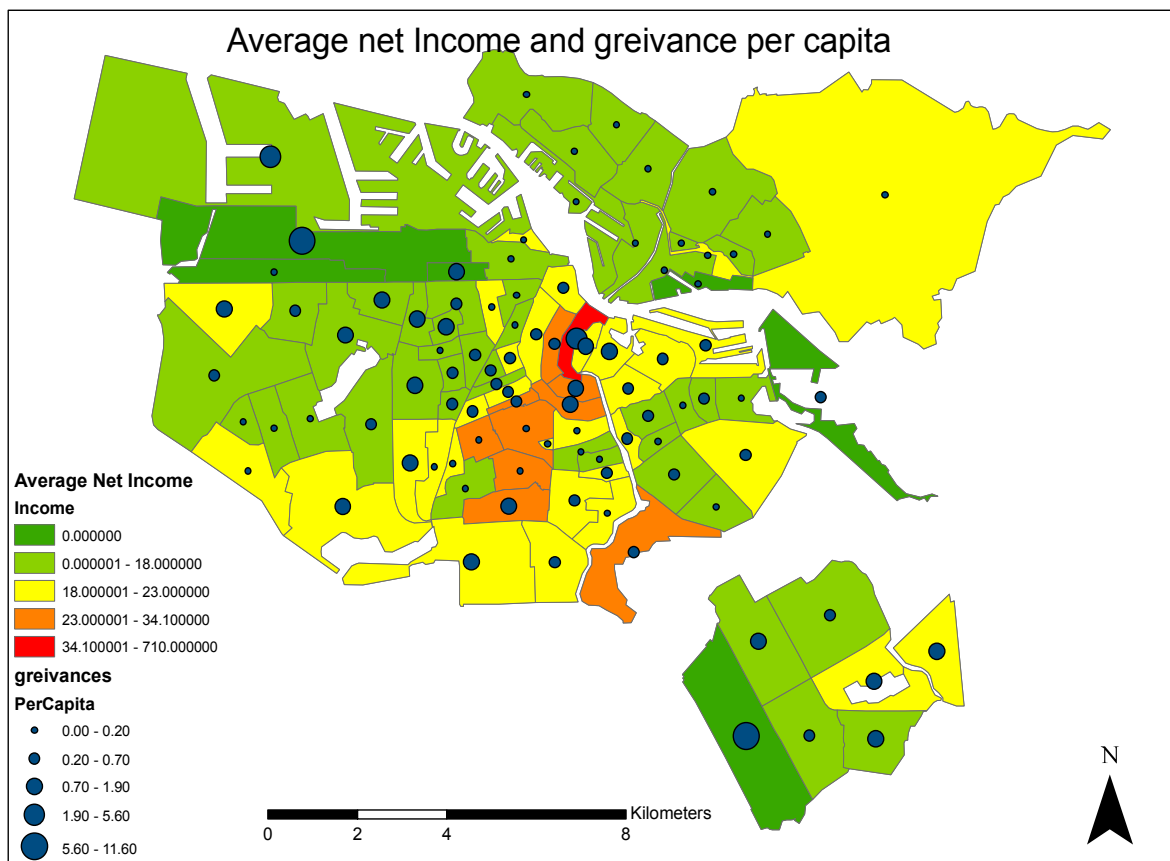 Average net Income and greivance per capita
Average Net Income
Income
0.000000
0.000001 - 18.000000
18.000001 - 23.000000
23.000001 - 34.100000
34.100001 - 710.000000
greivances
PerCapita
0.00 - 0.20
0.20 - 0.70
0.70 - 1.90
1.90 - 5.60
5.60 - 11.60
Kilometers
0 2 4 8
N